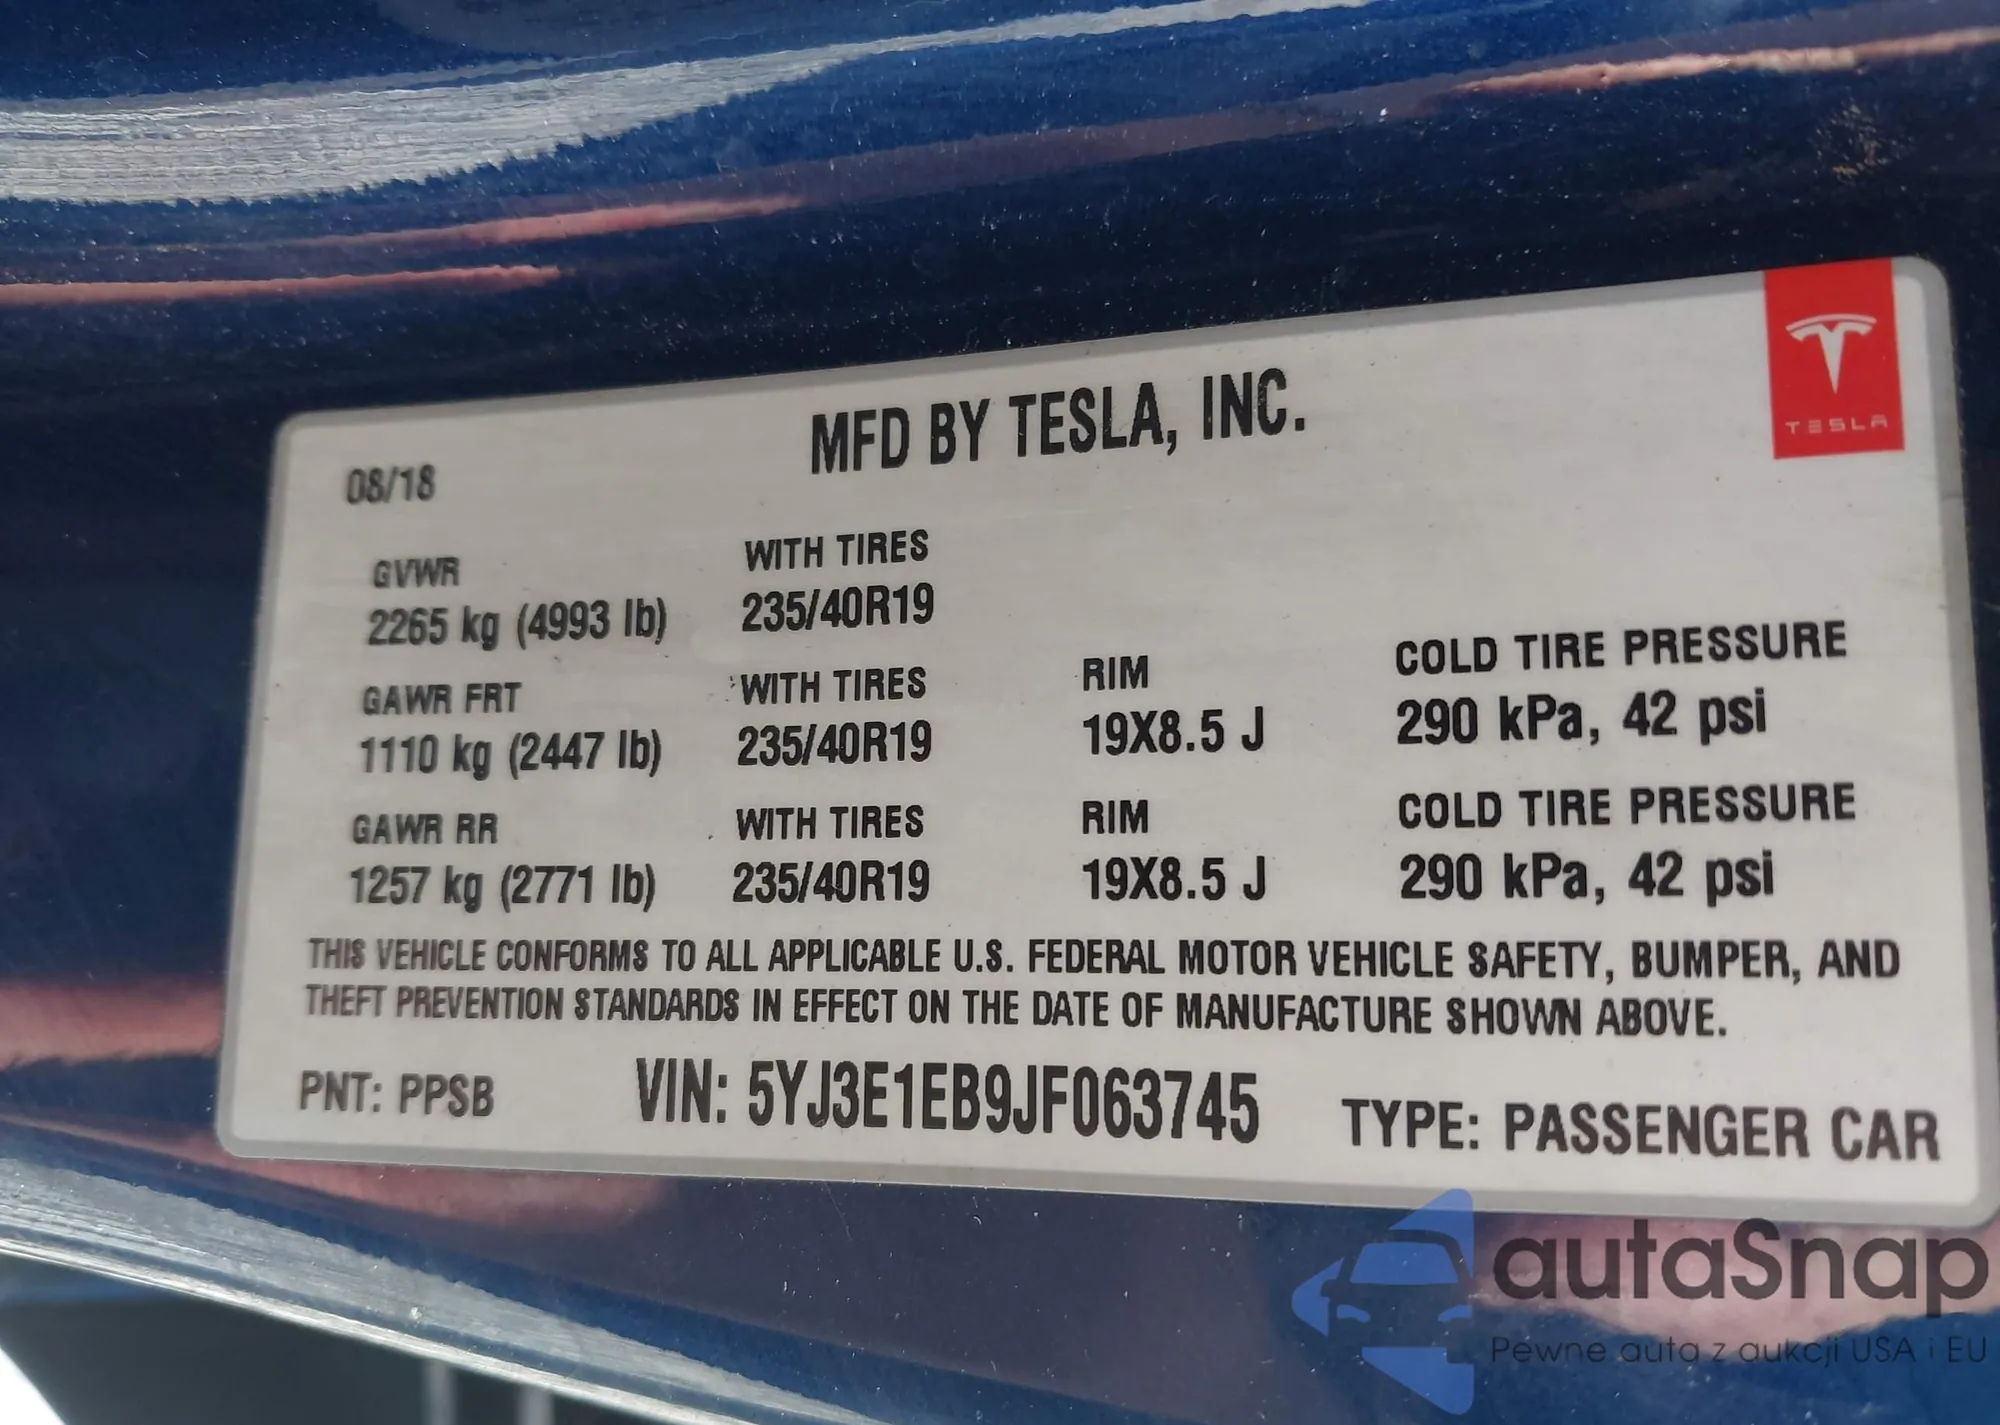 TESLA
MFD BY TESLA, INC.
08/18
GVWR WITH TIRES
2265 kg (4993 lb) 235/40R19
GAWR FRT WITH TIRES RIM COLD TIRE PRESSURE
1110 kg (2447 lb) 235/40R19 19X8.5 J 290 kPa, 42 psi
GAWR RR WITH TIRES RIM COLD TIRE PRESSURE
1257 kg (2771 lb) 235/40R19 19X8.5 J 290 kPa, 42 psi
THIS VEHICLE CONFORMS TO ALL APPLICABLE U.S. FEDERAL MOTOR VEHICLE SAFETY, BUMPER, AND
THEFT PREVENTION STANDARDS IN EFFECT ON THE DATE OF MANUFACTURE SHOWN ABOVE.
PNT: PPSB VIN: 5YJ3E1EB9JF063745 TYPE: PASSENGER CAR
autaSnap
Pewne auta z aukcji USA i EU